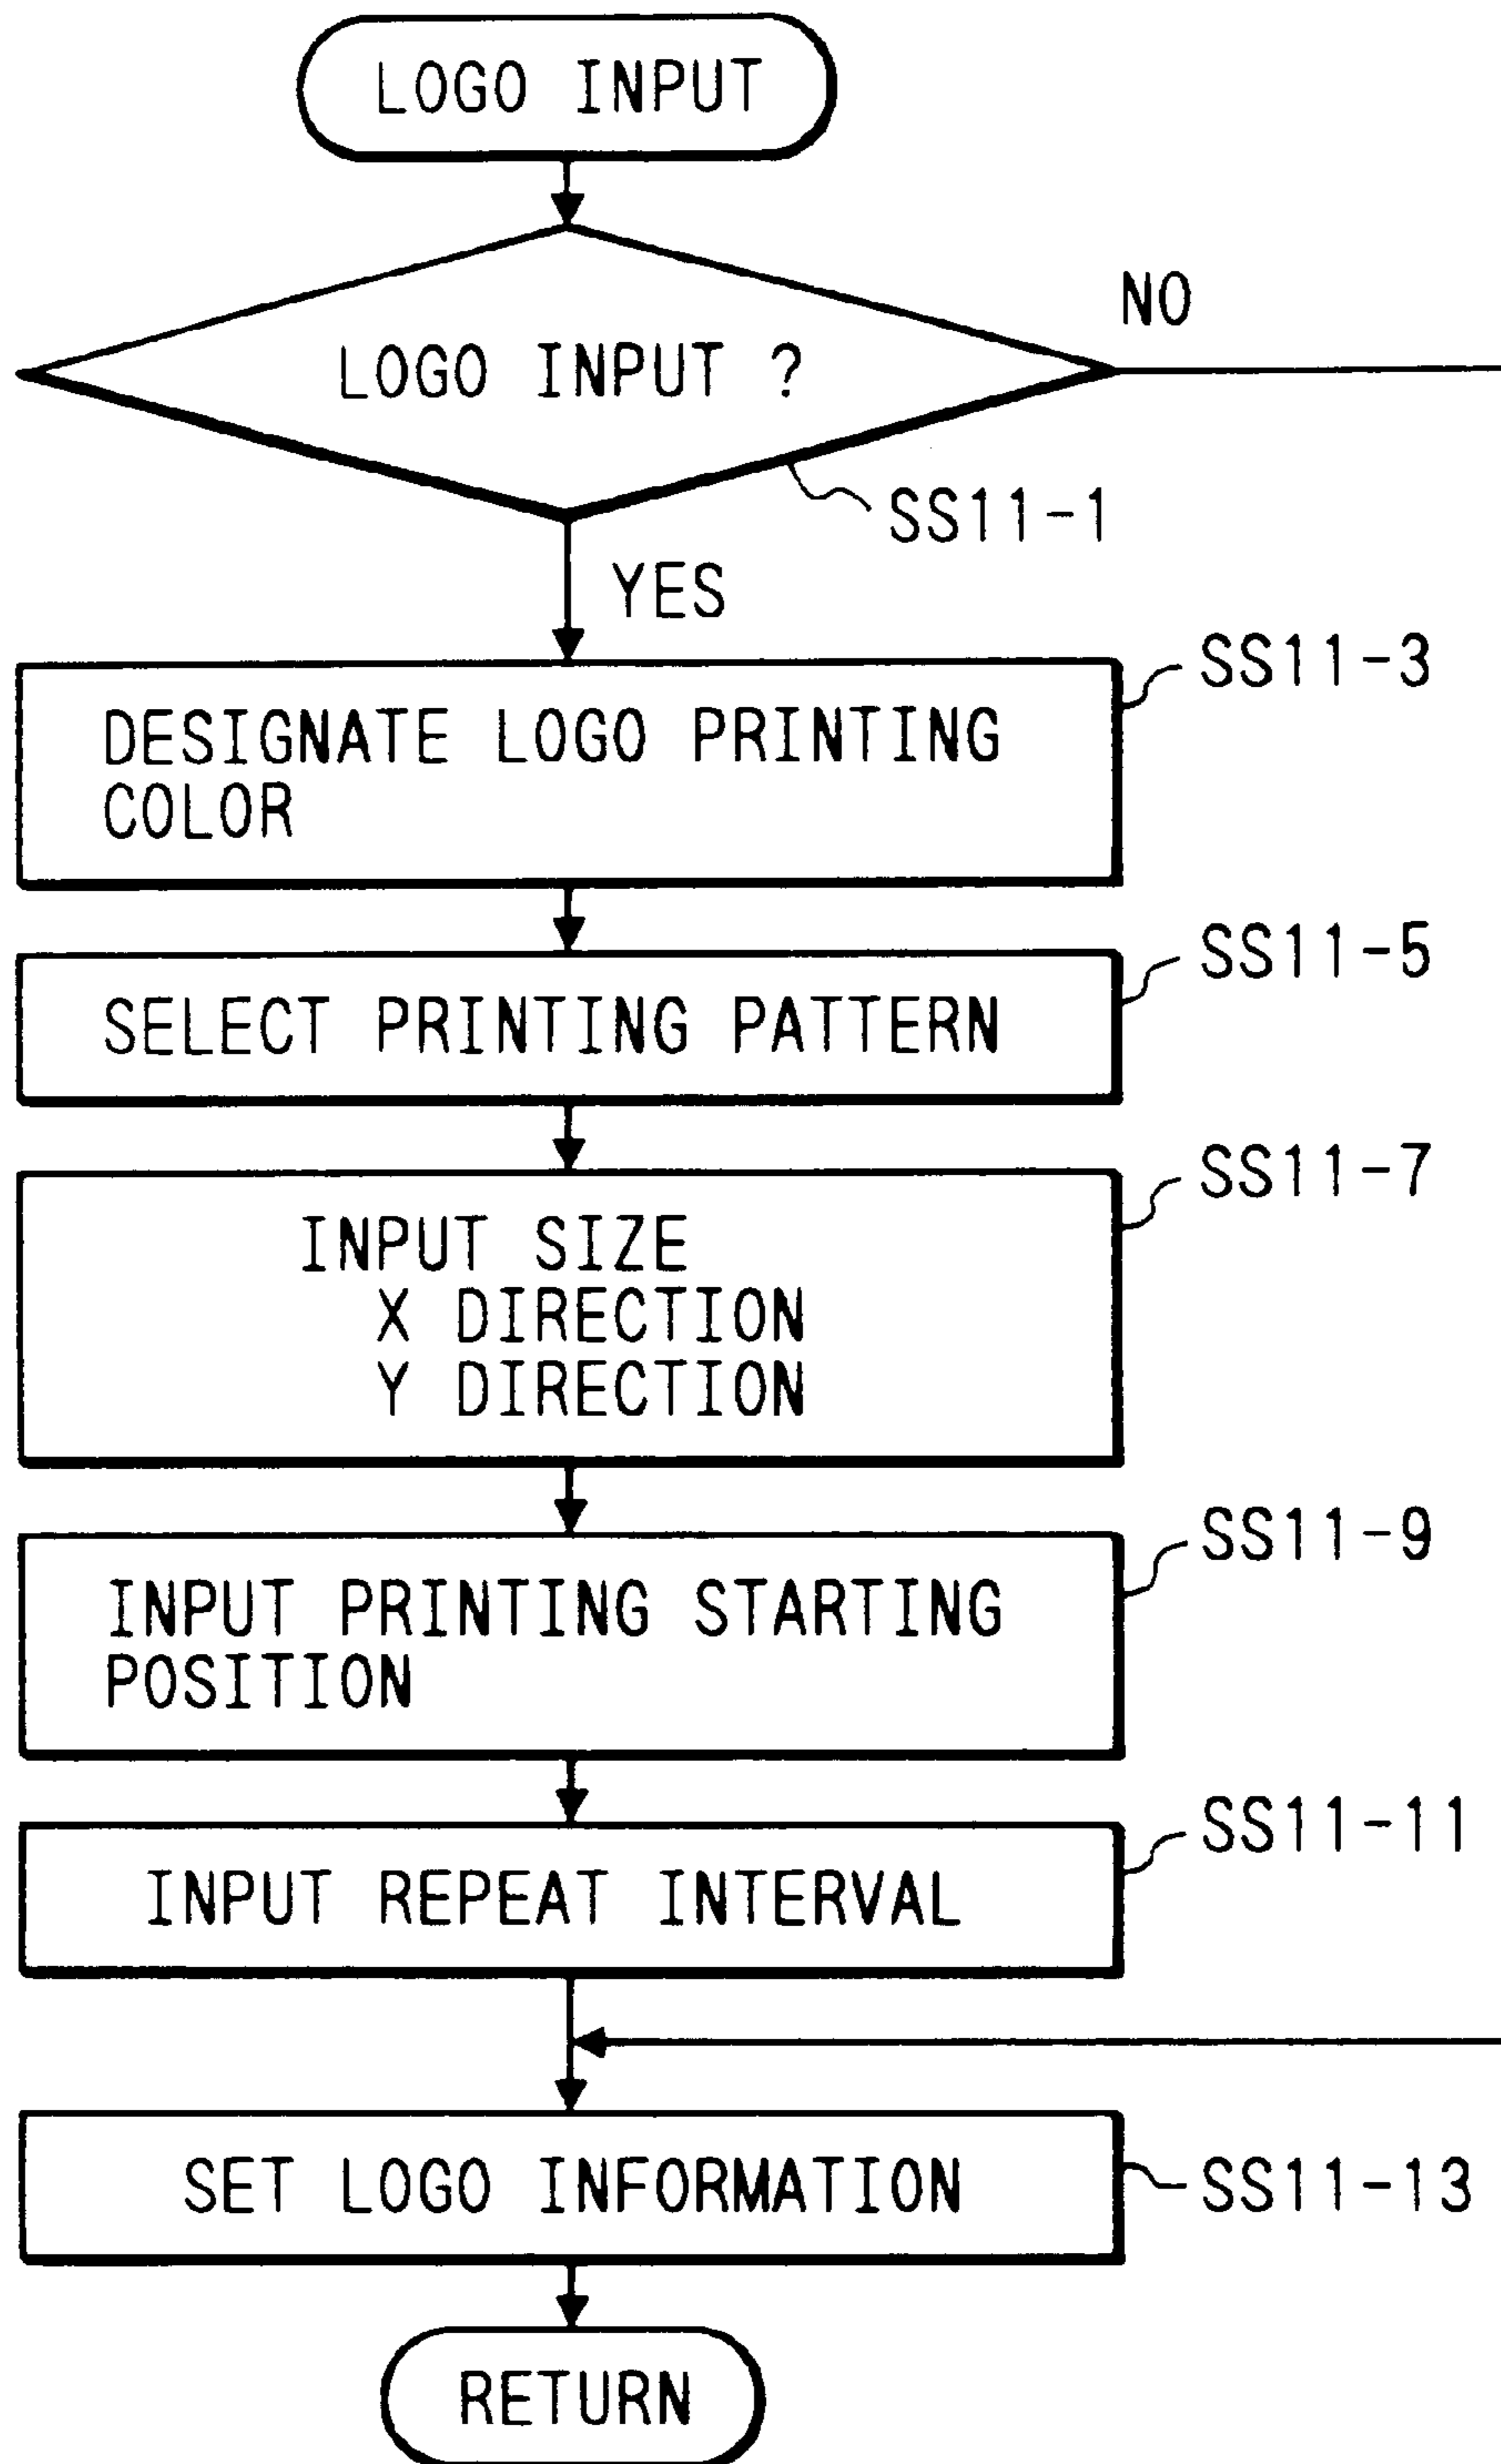 LOGO INPUT
LOGO INPUT ?
NO
SS11-1
YES
SS11-3
DESIGNATE LOGO PRINTING
COLOR
SS11-5
SELECT PRINTING PATTERN
SS11-7
INPUT SIZE
X DIRECTION
Y DIRECTION
SS11-9
INPUT PRINTING STARTING
POSITION
SS11-11
INPUT REPEAT INTERVAL
SET LOGO INFORMATION
SS11-13
RETURN